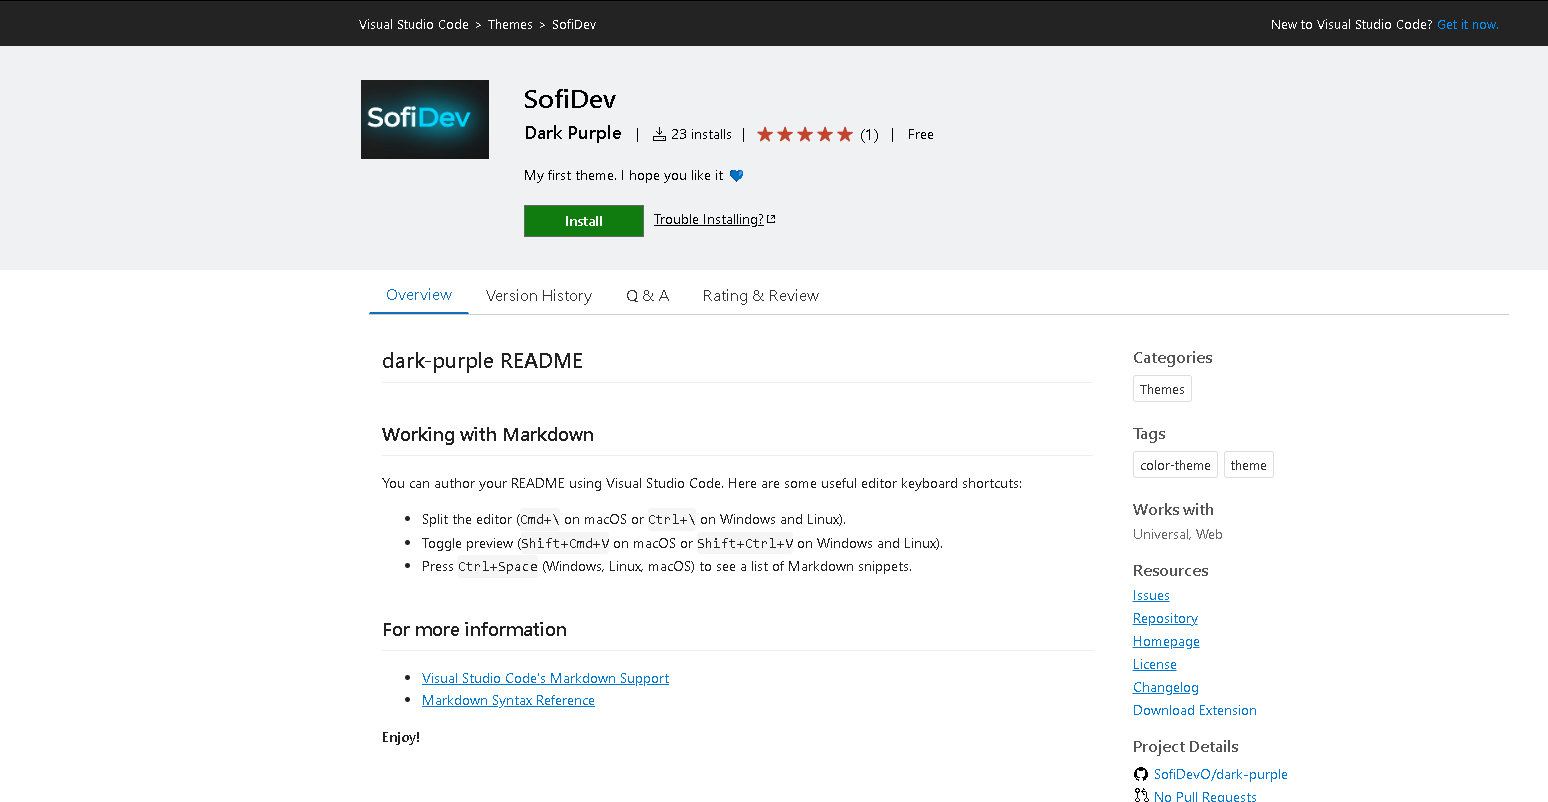 Visual Studio Code > Themes > SofiDev
New to Visual Studio Code? Get it now.
SofiDev
SofiDev
Dark Purple | 23 installs | (1) | Free
My first theme. I hope you like it 💙
Install
Trouble Installing?
Overview
Version History
Q & A
Rating & Review
dark-purple README
Working with Markdown
You can author your README using Visual Studio Code. Here are some useful editor keyboard shortcuts:
• Split the editor (Cmd+\ on macOS or Ctrl+\ on Windows and Linux).
• Toggle preview (Shift+Cmd+V on macOS or Shift+Ctrl+V on Windows and Linux).
• Press Ctrl+Space (Windows, Linux, macOS) to see a list of Markdown snippets.
For more information
• Visual Studio Code's Markdown Support
• Markdown Syntax Reference
Enjoy!
Categories
Themes
Tags
color-theme
theme
Works with
Universal, Web
Resources
Issues
Repository
Homepage
License
Changelog
Download Extension
Project Details
SofiDevO/dark-purple
No Pull Requests